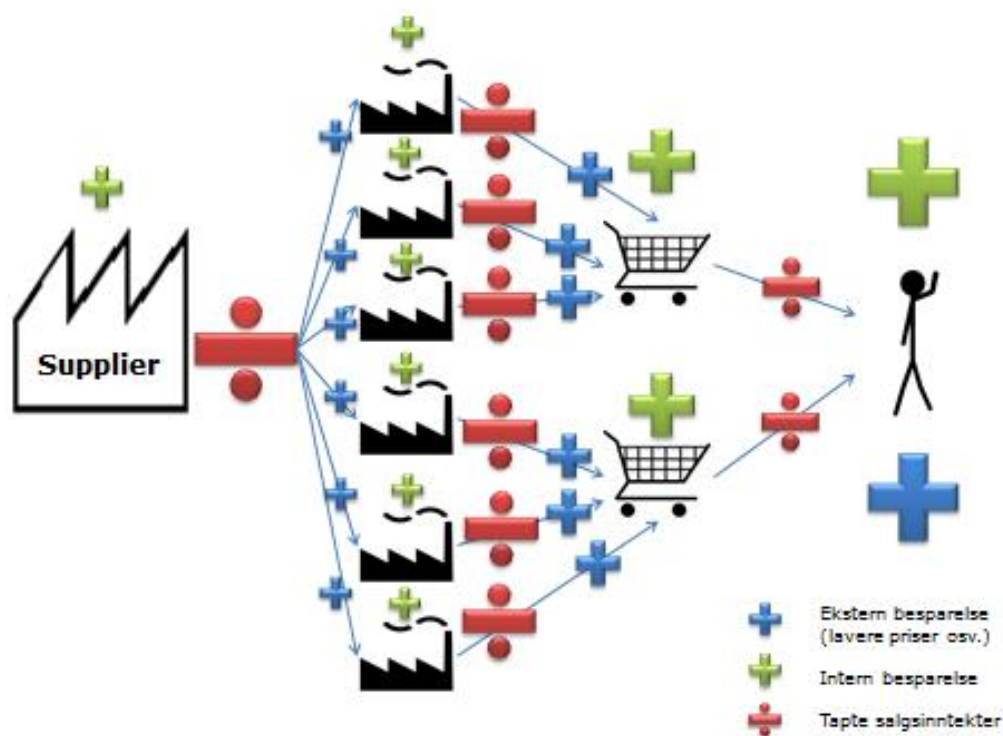 Supplier
Ekstern besparelse
(lavere priser osv.)
Intern besparelse
Tapte salgsinntekter